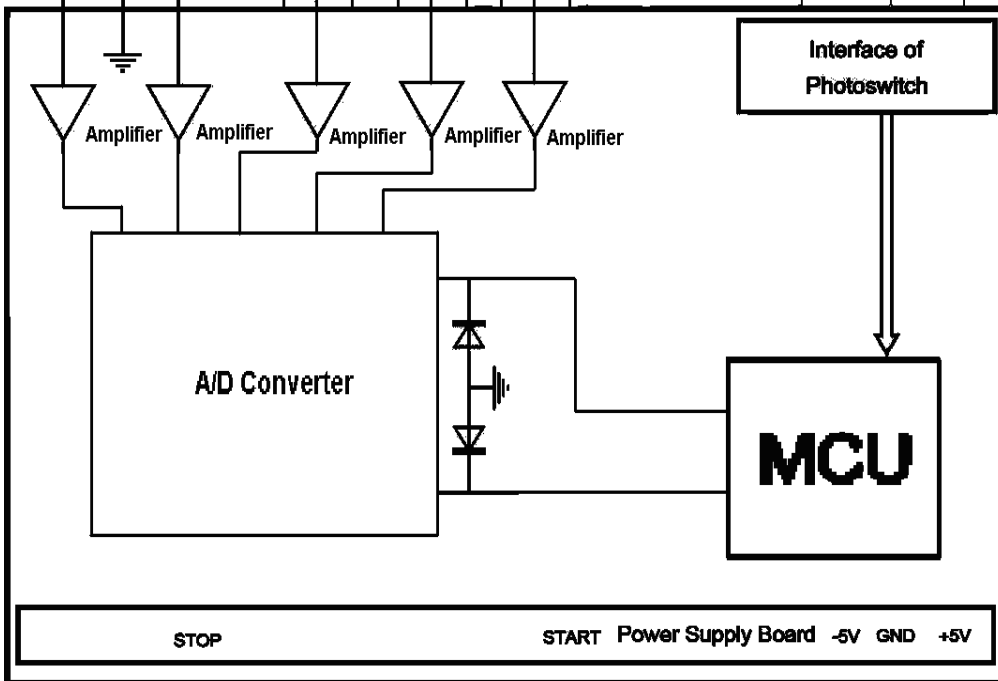 Interface of
Photoswitch
Amplifier
Amplifier
Amplifier
Amplifier
Amplifier
A/D Converter
MCU
STOP START Power Supply Board -5V GND +5V